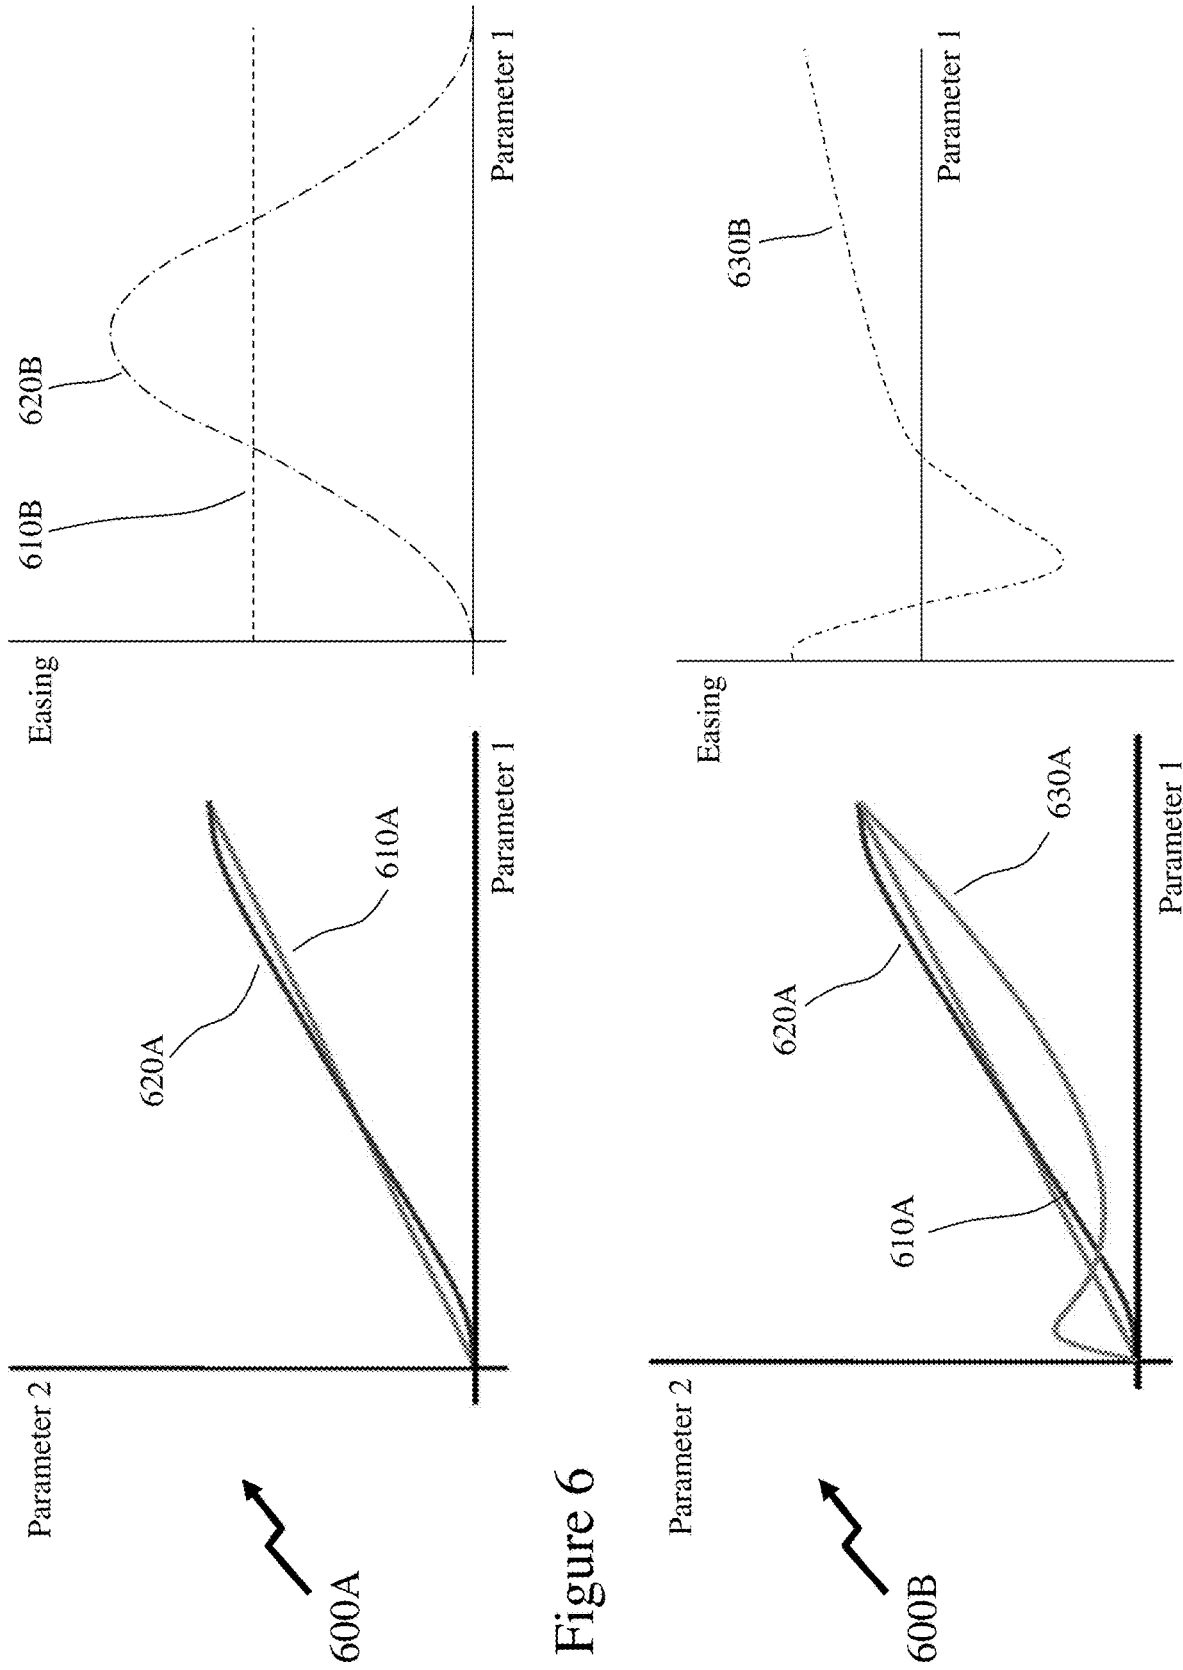 600A
Parameter 2
620A
610A
Parameter 1
Easing
610B
620B
Parameter 1
Figure 6
600B
Parameter 2
610A
620A
630A
Parameter 1
Easing
630B
Parameter 1